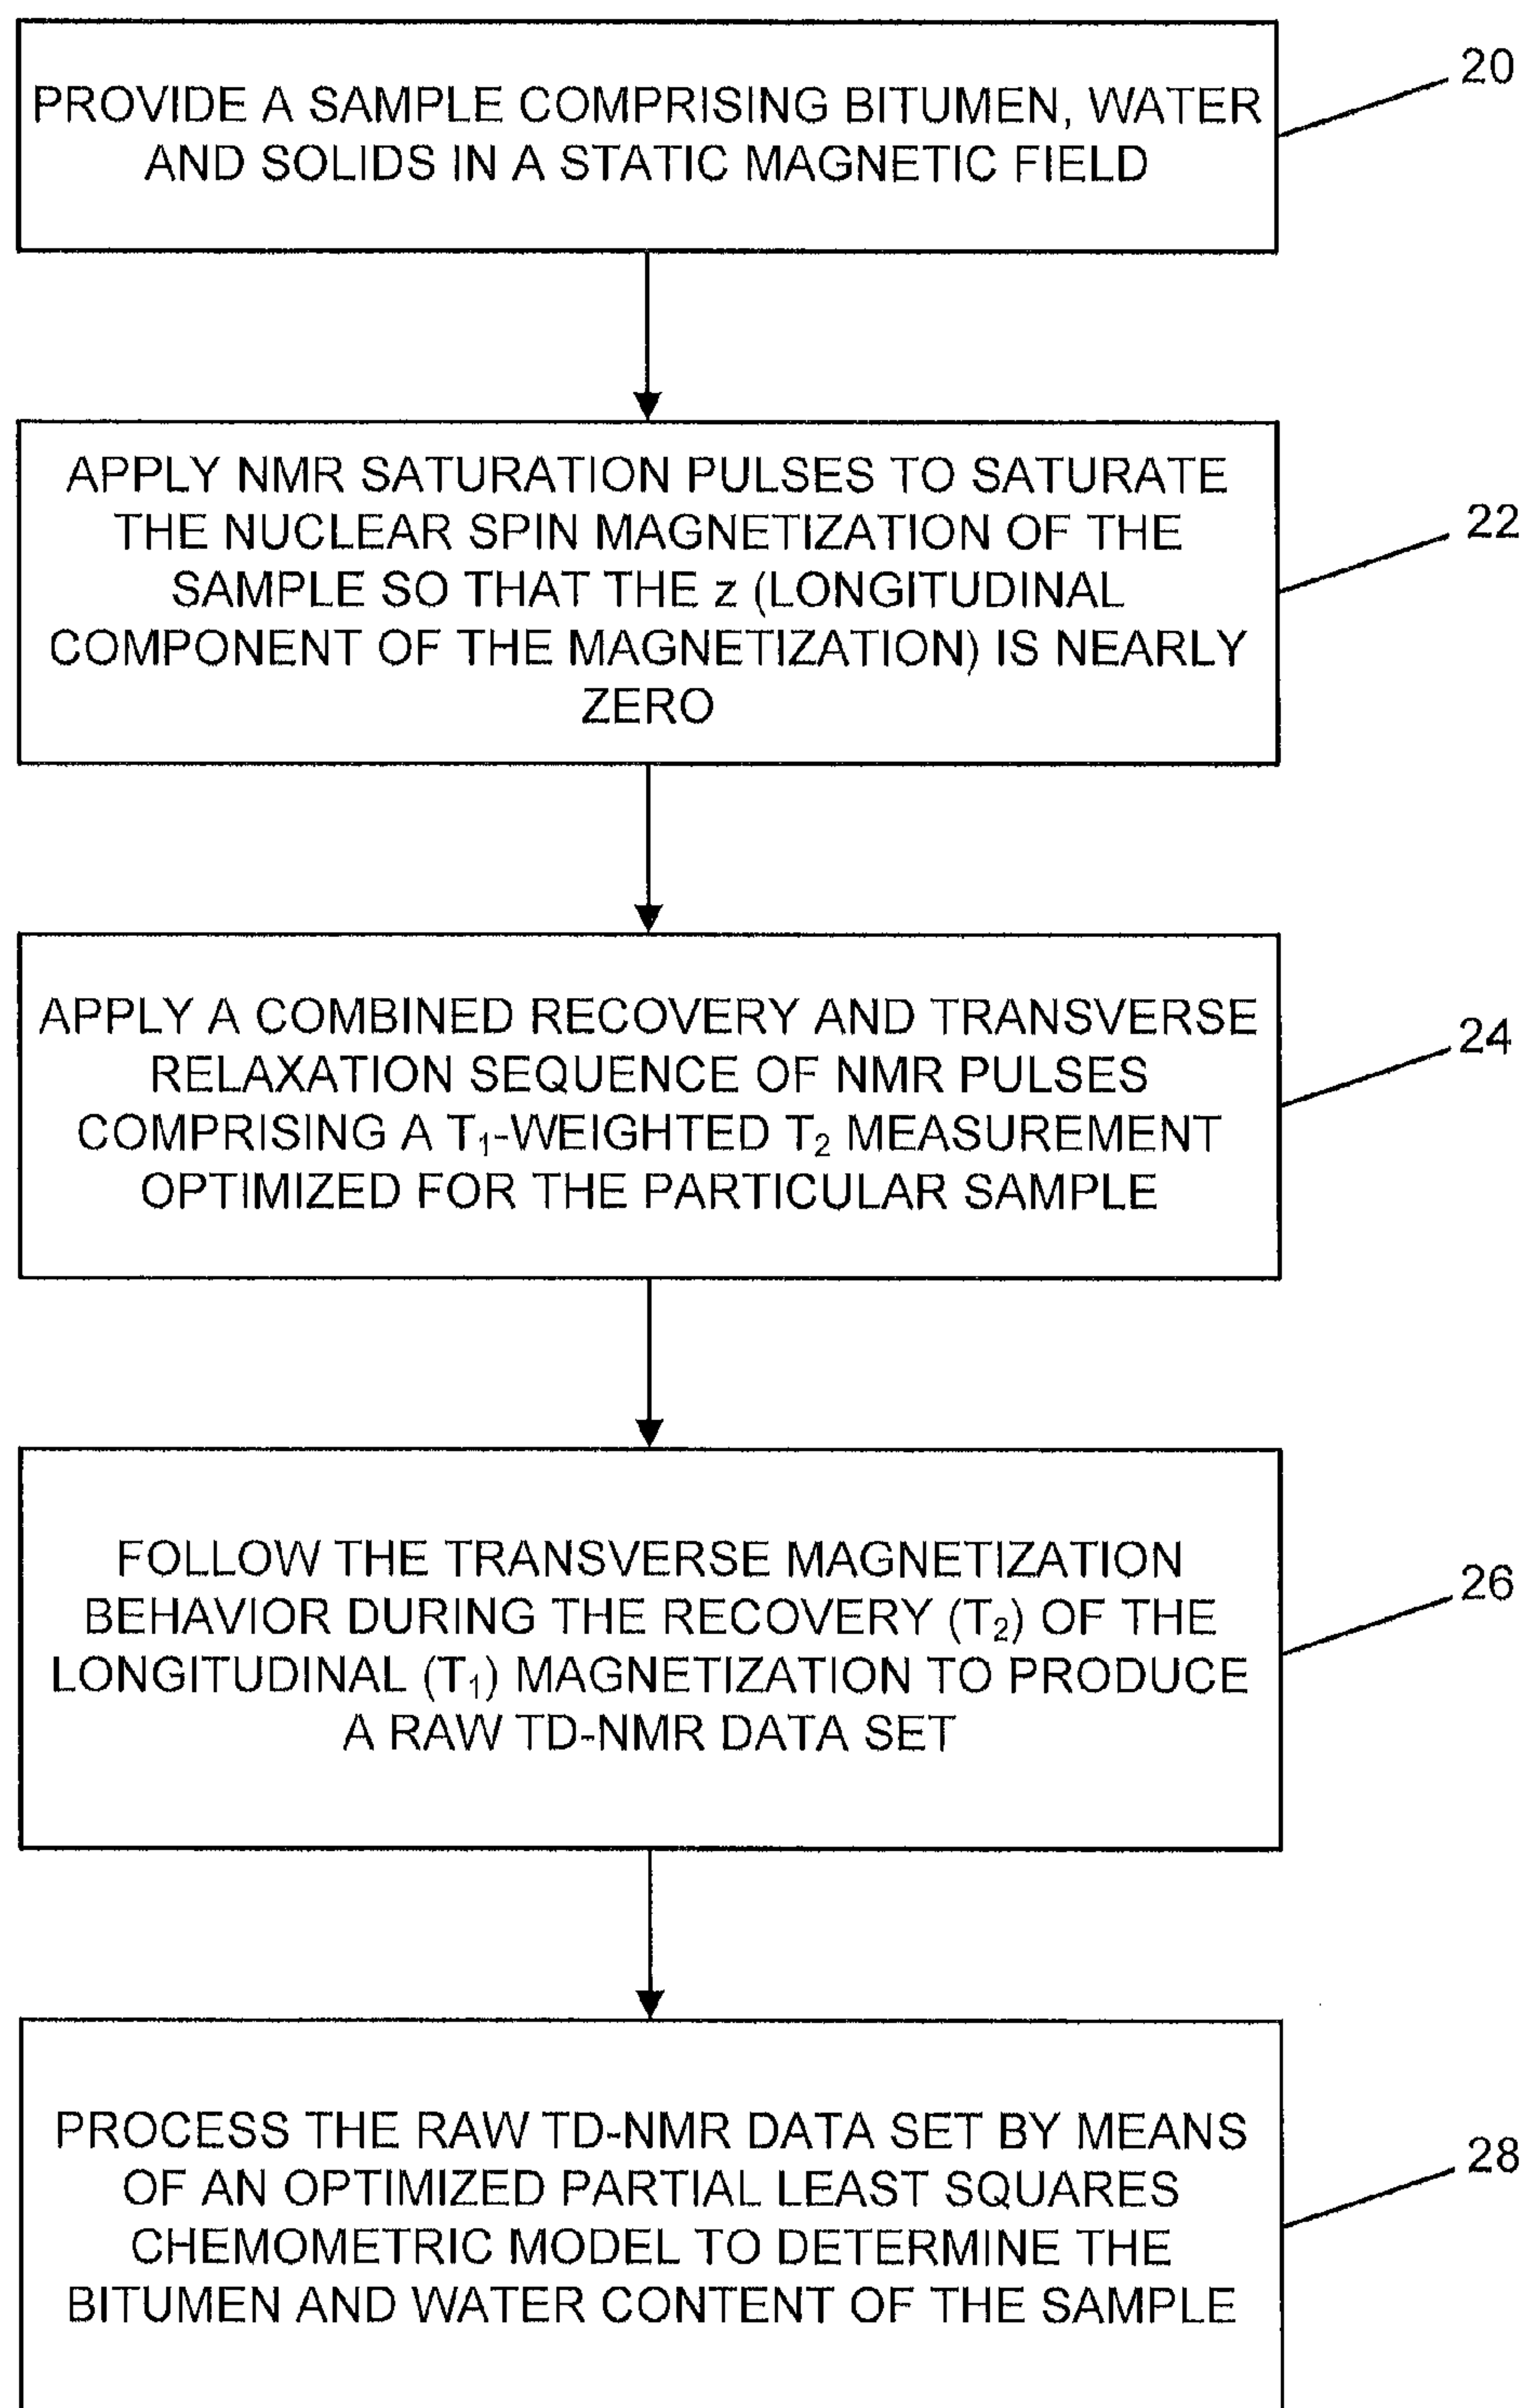 PROVIDE A SAMPLE COMPRISING BITUMEN, WATER
AND SOLIDS IN A STATIC MAGNETIC FIELD
20
APPLY NMR SATURATION PULSES TO SATURATE
THE NUCLEAR SPIN MAGNETIZATION OF THE
SAMPLE SO THAT THE z (LONGITUDINAL
COMPONENT OF THE MAGNETIZATION) IS NEARLY
ZERO
22
APPLY A COMBINED RECOVERY AND TRANSVERSE
RELAXATION SEQUENCE OF NMR PULSES
COMPRISING A T₁-WEIGHTED T₂ MEASUREMENT
OPTIMIZED FOR THE PARTICULAR SAMPLE
24
FOLLOW THE TRANSVERSE MAGNETIZATION
BEHAVIOR DURING THE RECOVERY (T₂) OF THE
LONGITUDINAL (T₁) MAGNETIZATION TO PRODUCE
A RAW TD-NMR DATA SET
26
PROCESS THE RAW TD-NMR DATA SET BY MEANS
OF AN OPTIMIZED PARTIAL LEAST SQUARES
CHEMOMETRIC MODEL TO DETERMINE THE
BITUMEN AND WATER CONTENT OF THE SAMPLE
28